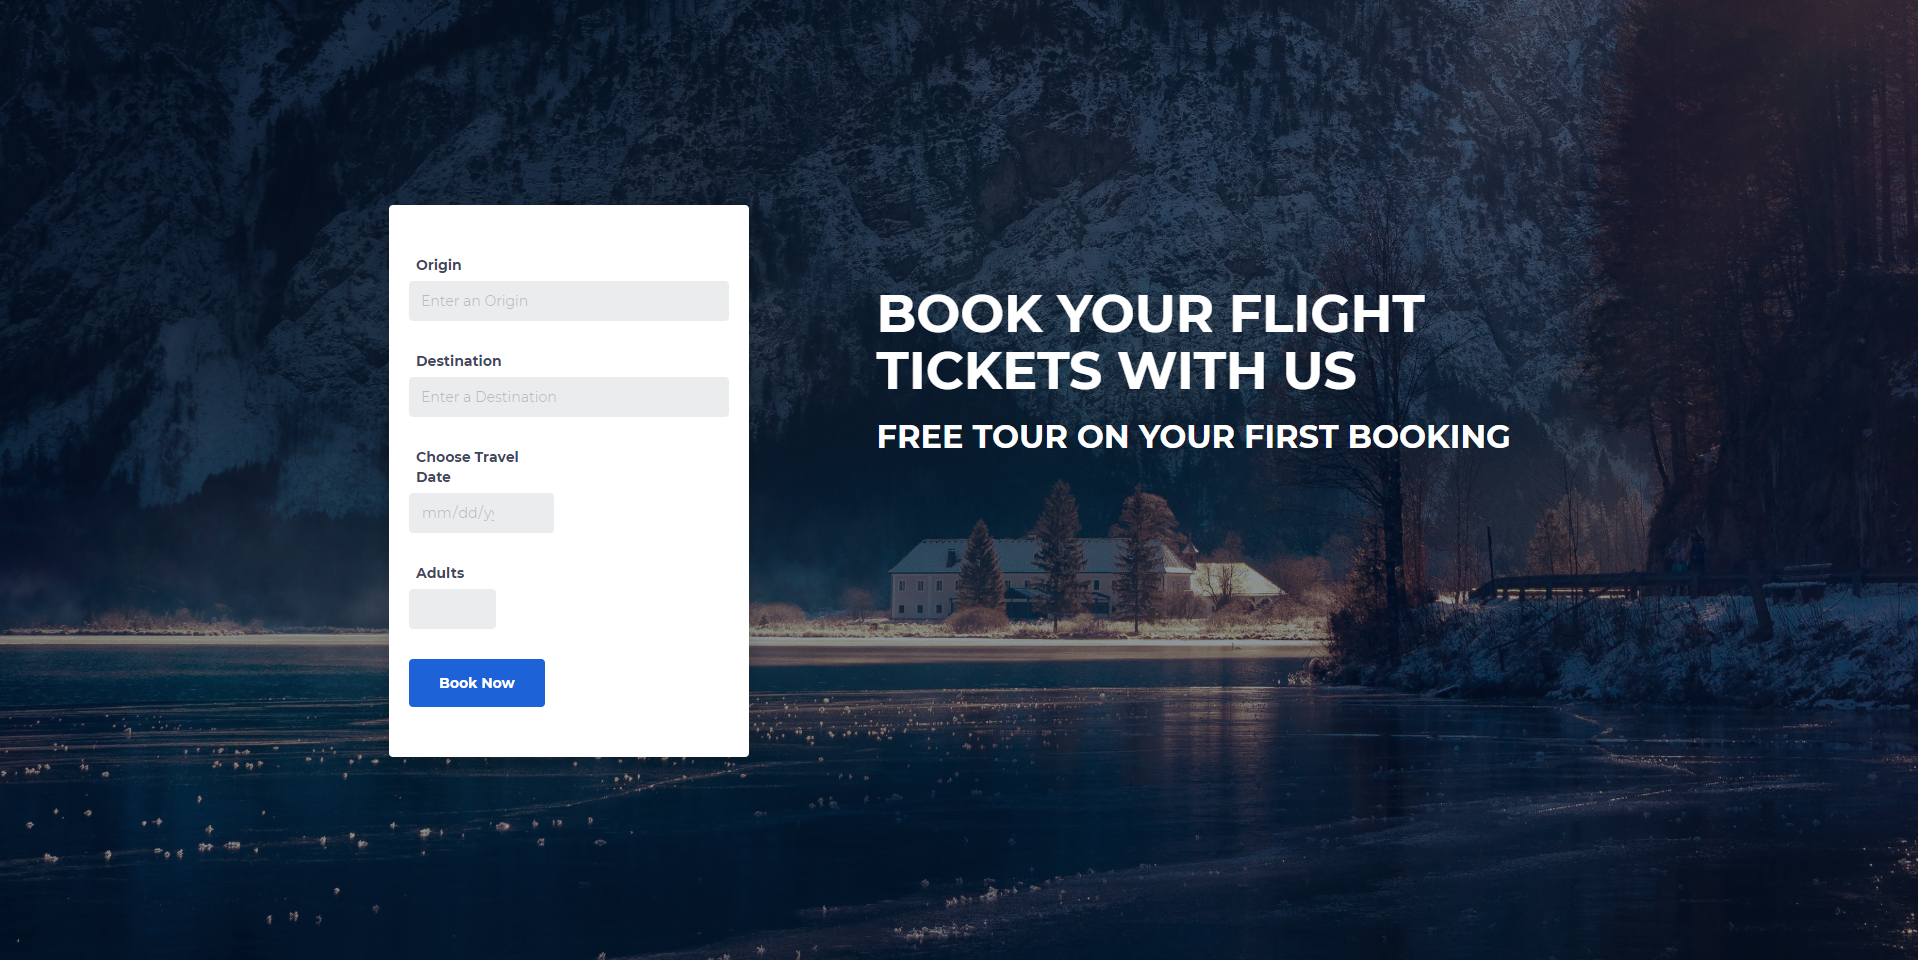 Origin
Enter an Origin
Destination
Enter a Destination
Choose Travel
Date
mm/dd/yy
Adults
Book Now
BOOK YOUR FLIGHT
TICKETS WITH US
FREE TOUR ON YOUR FIRST BOOKING